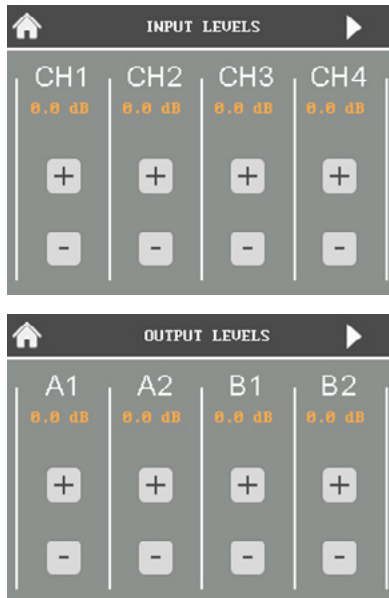 INPUT LEVELS
CH1 CH2 CH3 CH4
0.0 dB 0.0 dB 0.0 dB 0.0 dB
+ + + +
- - - -
OUTPUT LEVELS
A1 A2 B1 B2
0.0 dB 0.0 dB 0.0 dB 0.0 dB
+ + + +
- - - -